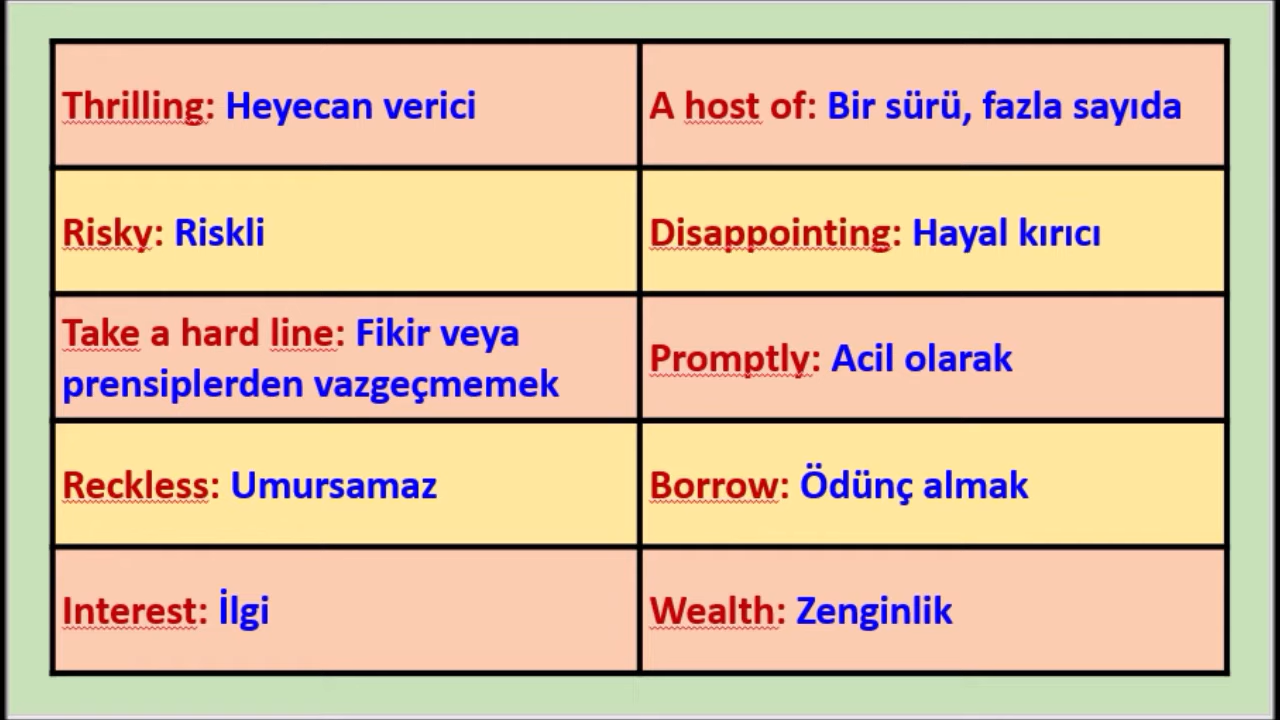 Thrilling: Heyecan verici
A host of: Bir sürü, fazla sayıda
Risky: Riskli
Disappointing: Hayal kırıcı
Take a hard line: Fikir veya
prensiplerden vazgeçmemek
Promptly: Acil olarak
Reckless: Umursamaz
Borrow: Ödünç almak
Interest: İlgi
Wealth: Zenginlik